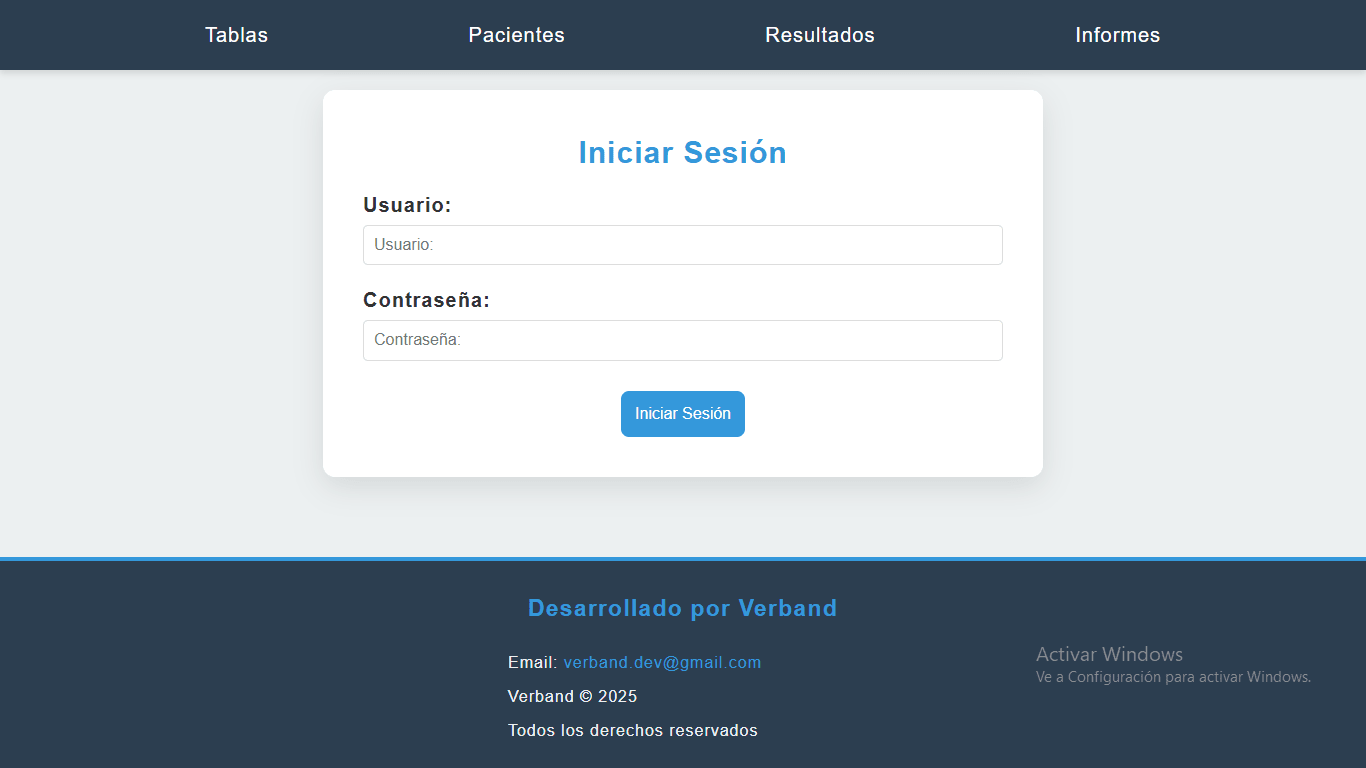 Tablas Pacientes Resultados Informes
Iniciar Sesión
Usuario:
Usuario:
Contraseña:
Contraseña:
Iniciar Sesión
Desarrollado por Verband
Email: verband.dev@gmail.com
Verband © 2025
Todos los derechos reservados
Activar Windows
Ve a Configuración para activar Windows.